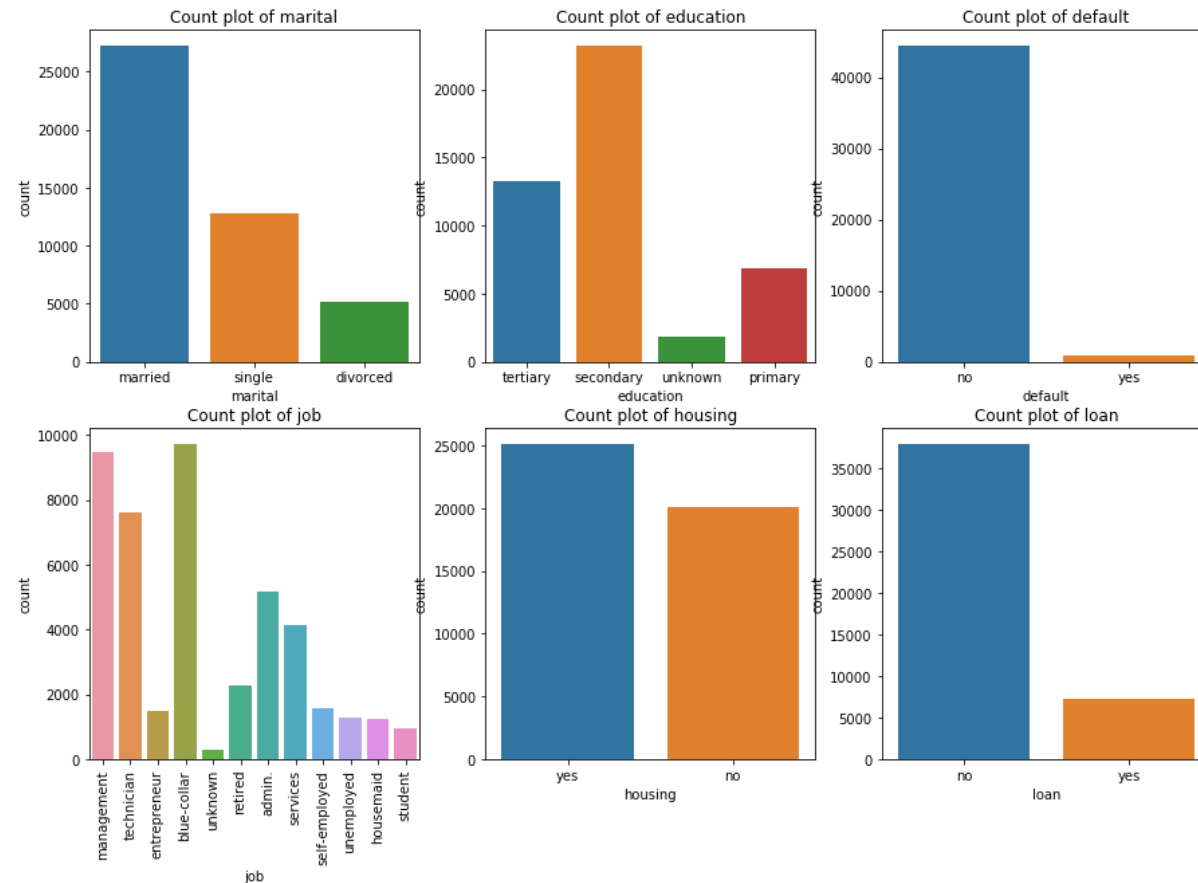 Count plot of marital
25000
20000
15000
10000
5000
0
count
married single divorced
marital
Count plot of education
20000
15000
10000
5000
0
count
tertiary secondary unknown primary
education
Count plot of default
40000
30000
20000
10000
0
count
no yes
default
Count plot of job
10000
8000
6000
4000
2000
0
count
management
technician
entrepreneur
blue-collar
unknown
retired
admin.
services
self-employed
unemployed
housemaid
student
job
Count plot of housing
25000
20000
15000
10000
5000
0
count
yes no
housing
Count plot of loan
35000
30000
25000
20000
15000
10000
5000
0
count
no yes
loan